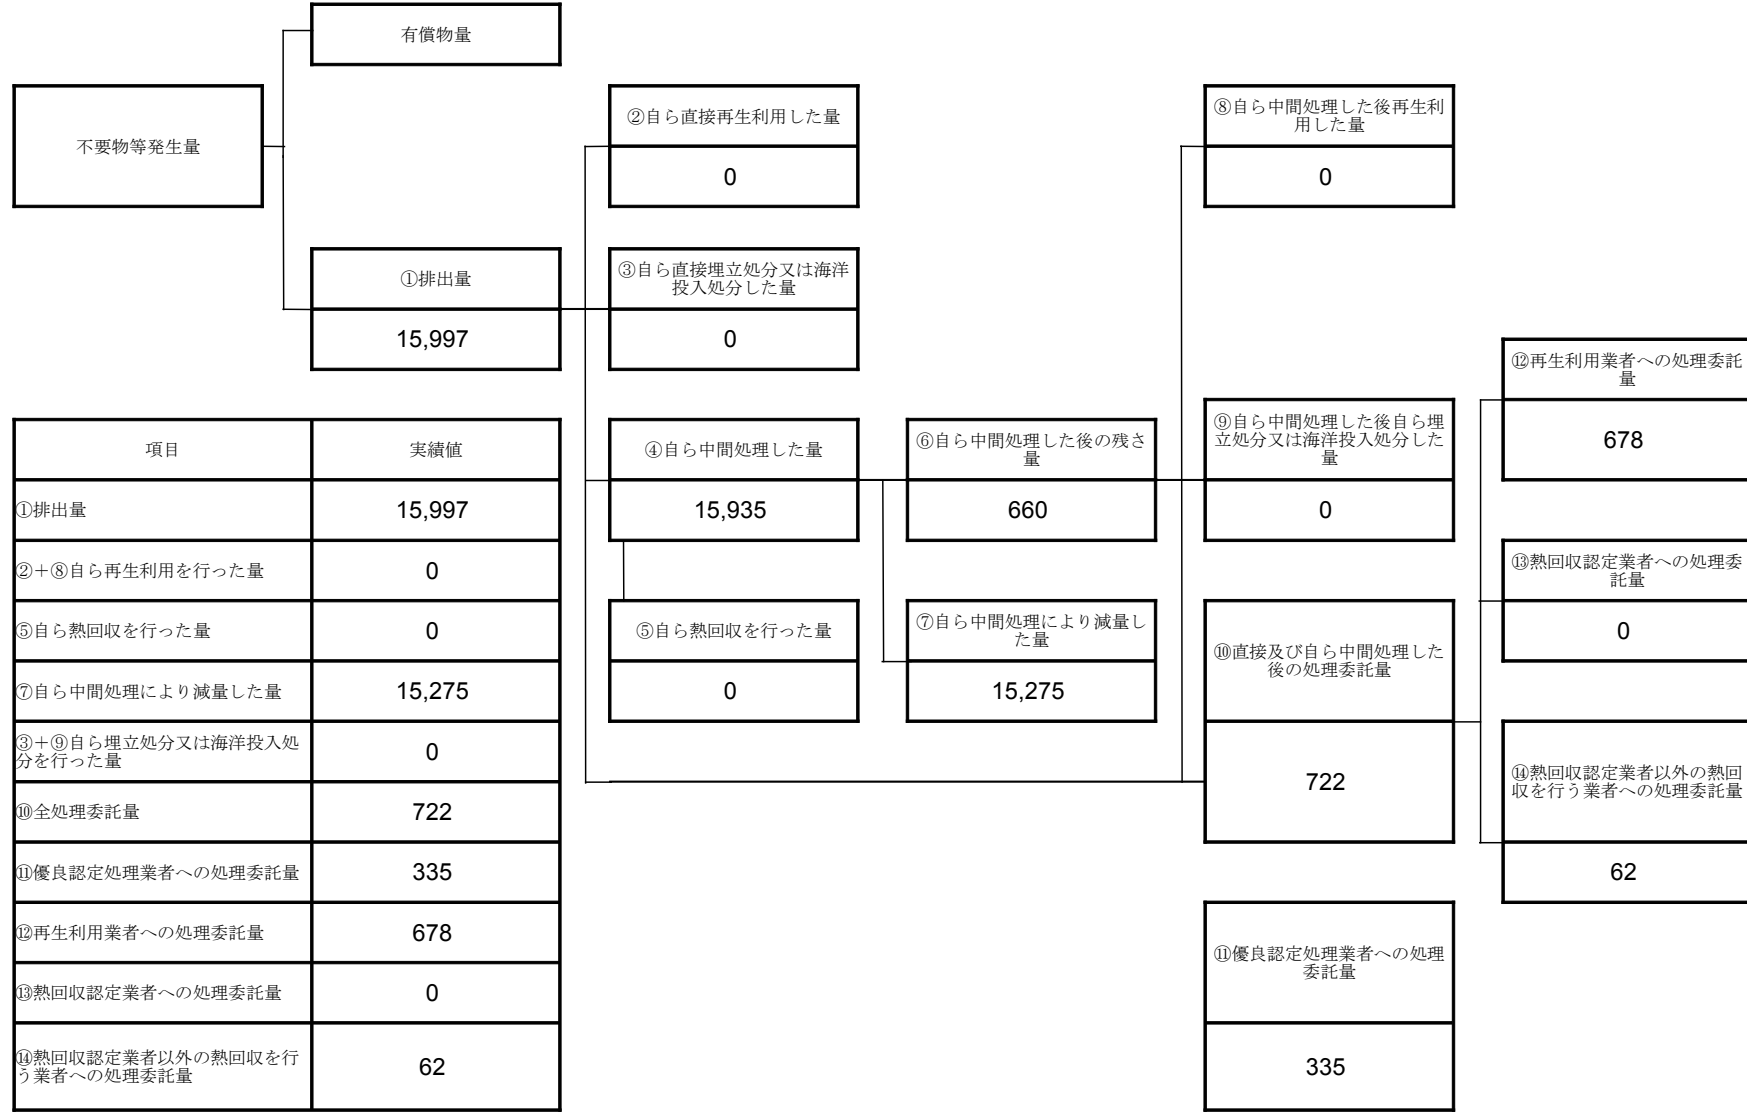 有償物量
不要物等発生量
②自ら直接再生利用した量
0
⑧自ら中間処理した後再生利
用した量
0
①排出量
15,997
③自ら直接埋立処分又は海洋
投入処分した量
0
⑫再生利用業者への処理委託
量
678
④自ら中間処理した量
15,935
⑥自ら中間処理した後の残さ
量
660
⑨自ら中間処理した後自ら埋
立処分又は海洋投入処分した
量
0
⑬熱回収認定業者への処理委
託量
0
⑤自ら熱回収を行った量
0
⑦自ら中間処理により減量し
た量
15,275
⑩直接及び自ら中間処理した
後の処理委託量
722
⑭熱回収認定業者以外の熱回
収を行う業者への処理委託量
62
⑪優良認定処理業者への処理
委託量
335
項目 実績値
①排出量 15,997
②＋⑧自ら再生利用を行った量 0
⑤自ら熱回収を行った量 0
⑦自ら中間処理により減量した量 15,275
③＋⑨自ら埋立処分又は海洋投入処
分を行った量 0
⑩全処理委託量 722
⑪優良認定処理業者への処理委託量 335
⑫再生利用業者への処理委託量 678
⑬熱回収認定業者への処理委託量 0
⑭熱回収認定業者以外の熱回収を行
う業者への処理委託量 62